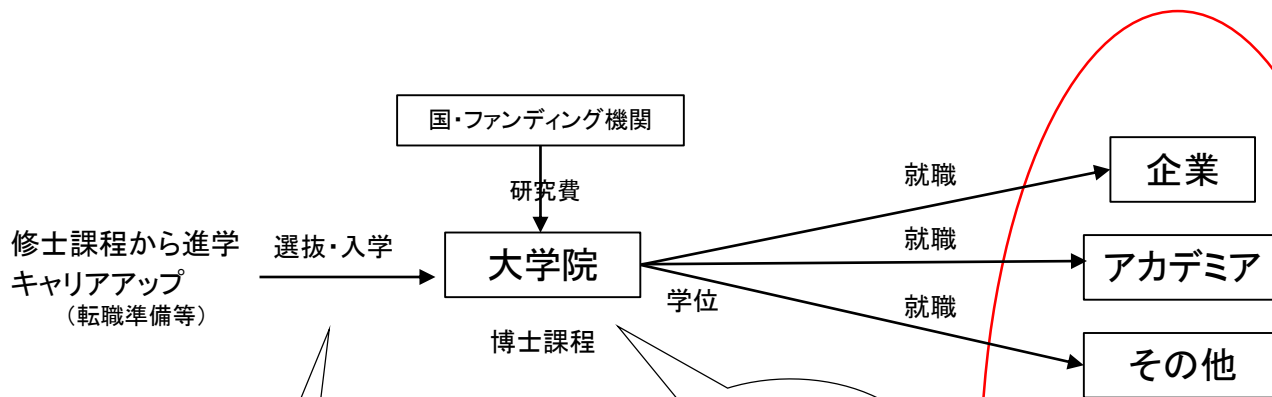 国・ファンディング機関
研究費
修士課程から進学
キャリアアップ
(転職準備等)
選抜・入学
大学院
博士課程
学位
就職
企業
就職
アカデミア
就職
その他